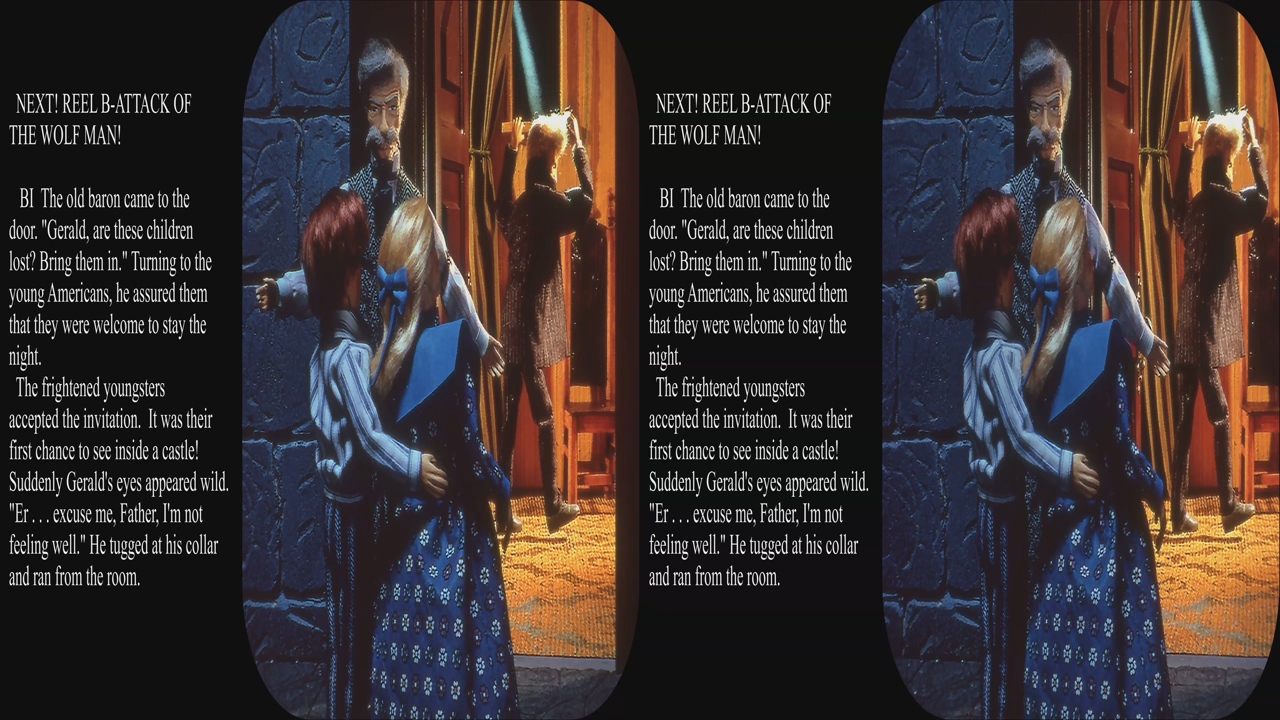 NEXT! REEL B-ATTACK OF
THE WOLF MAN!
BI The old baron came to the
door. "Gerald, are these children
lost? Bring them in." Turning to the
young Americans, he assured them
that they were welcome to stay the
night.
The frightened youngsters
accepted the invitation. It was their
first chance to see inside a castle!
Suddenly Gerald's eyes appeared wild.
"Er . . . excuse me, Father, I'm not
feeling well." He tugged at his collar
and ran from the room.
NEXT! REEL B-ATTACK OF
THE WOLF MAN!
BI The old baron came to the
door. "Gerald, are these children
lost? Bring them in." Turning to the
young Americans, he assured them
that they were welcome to stay the
night.
The frightened youngsters
accepted the invitation. It was their
first chance to see inside a castle!
Suddenly Gerald's eyes appeared wild.
"Er . . . excuse me, Father, I'm not
feeling well." He tugged at his collar
and ran from the room.